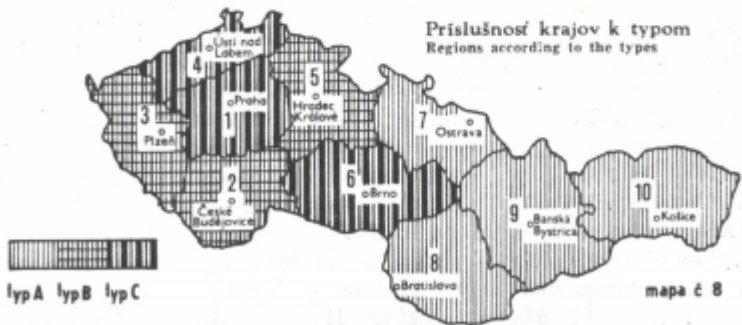 Príslušnosť krajov k typom
Regions according to the types
Ustí nad
Labem
4
5
Praha
Hradec
Králové
3
1
7
Plzeň
Ostrava
2
6
Brno
10
České
Budějovice
9
Banská
Bystrica
Košice
8
Bratislava
typ A typ B typ C
mapa č 8